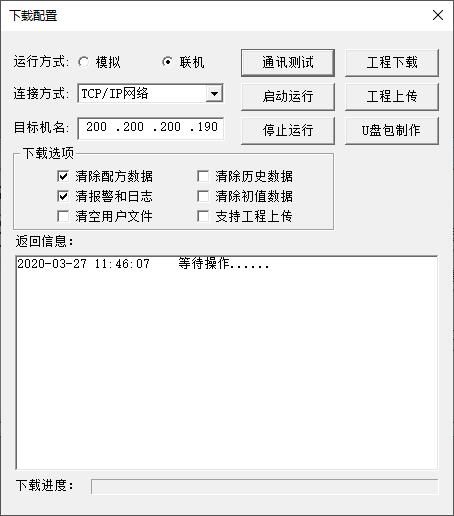 下载配置
运行方式: 模拟 联机 通讯测试 工程下载
连接方式: TCP/IP网络 启动运行 工程上传
目标机名: 200 .200 .200 .190 停止运行 U盘包制作
下载选项
清除配方数据 清除历史数据
清报警和日志 清除初值数据
清空用户文件 支持工程上传
返回信息:
2020-03-27 11:46:07 等待操作......
下载进度: